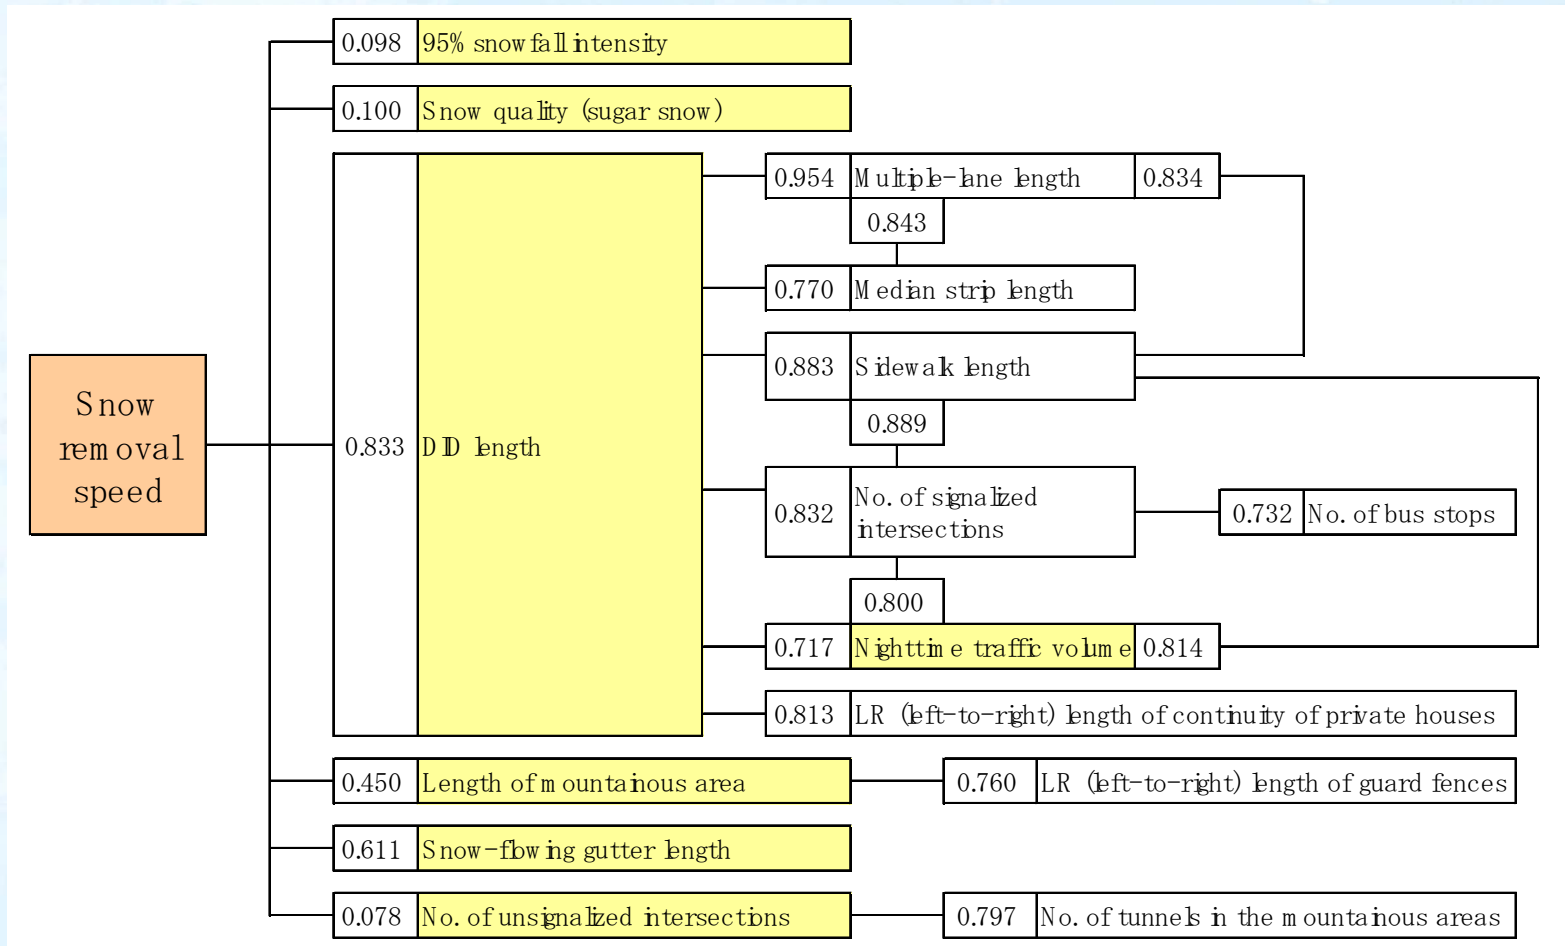 0.098 95% snowfall intensity
0.100 Snow quality (sugar snow)
0.954 Multiple-lane length 0.834
0.843
0.770 Median strip length
0.883 Sidewalk length
Snow
removal
speed
0.833 DID length
0.889
0.832 No. of signalized
intersections
0.732 No. of bus stops
0.800
0.717 Nighttime traffic volume 0.814
0.813 LR (left-to-right) length of continuity of private houses
0.450 Length of mountainous area
0.760 LR (left-to-right) length of guard fences
0.611 Snow-flowing gutter length
0.078 No. of unsignalized intersections
0.797 No. of tunnels in the mountainous areas